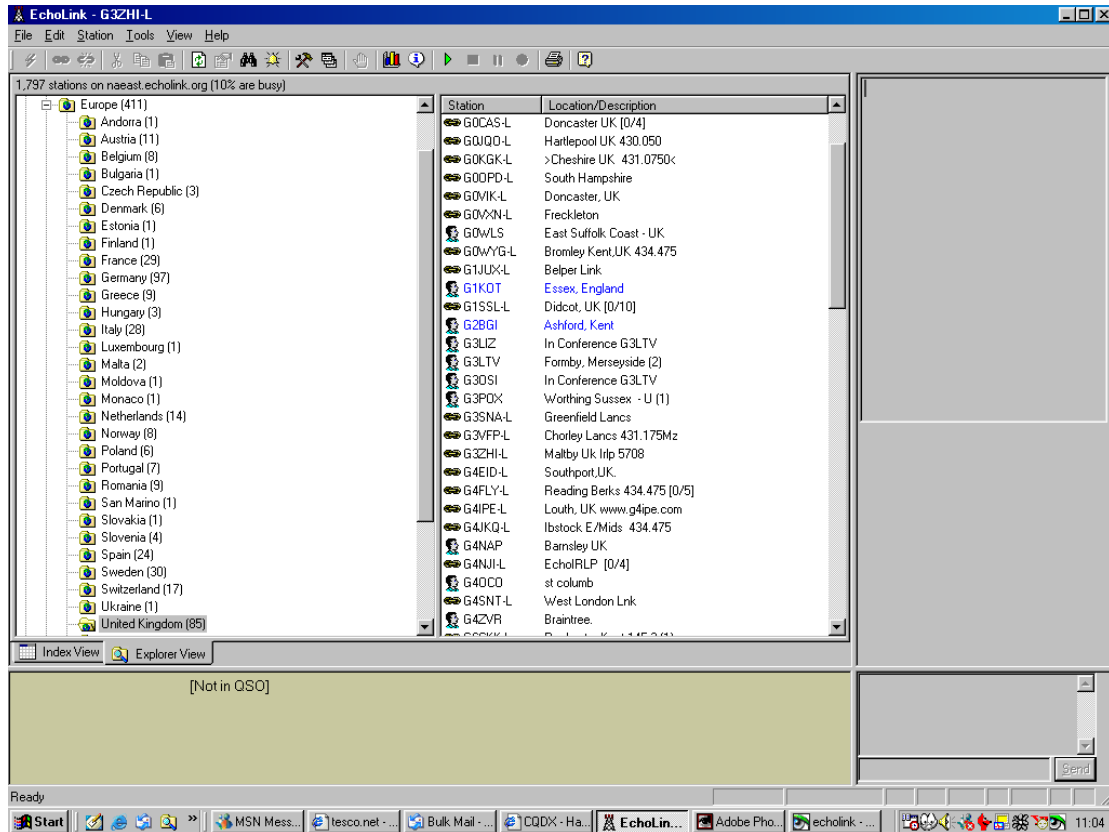 EchoLink - G3ZHI-L
File Edit Station Tools View Help
1,797 stations on naeast.echolink.org (10% are busy)
Europe (411)
Andorra (1)
Austria (11)
Belgium (8)
Bulgaria (1)
Czech Republic (3)
Denmark (6)
Estonia (1)
Finland (1)
France (29)
Germany (97)
Greece (9)
Hungary (3)
Italy (28)
Luxembourg (1)
Malta (2)
Moldova (1)
Monaco (1)
Netherlands (14)
Norway (8)
Poland (6)
Portugal (7)
Romania (9)
San Marino (1)
Slovakia (1)
Slovenia (4)
Spain (24)
Sweden (30)
Switzerland (17)
Ukraine (1)
United Kingdom (85)
Station Location/Description
G0CAS-L Doncaster UK [0/4]
G0JQO-L Hartlepool UK 430.050
G0KGK-L >Cheshire UK 431.0750<
G0OPD-L South Hampshire
G0VIK-L Doncaster, UK
G0VXN-L Freckleton
G0WLS East Suffolk Coast - UK
G0WYG-L Bromley Kent,UK 434.475
G1JUX-L Belper Link
G1KOT Essex, England
G1SSL-L Didcot, UK [0/10]
G2BGI Ashford, Kent
G3LIZ In Conference G3LTV
G3LTV Formby, Merseyside (2)
G3OSI In Conference G3LTV
G3POX Worthing Sussex - U (1)
G3SNA-L Greenfield Lancs
G3VFP-L Chorley Lancs 431.175Mz
G3ZHI-L Maltby Uk Irlp 5708
G4EID-L Southport,UK.
G4FLY-L Reading Berks 434.475 [0/5]
G4IPE-L Louth, UK www.g4ipe.com
G4JKQ-L Ibstock E/Mids 434.475
G4NAP Barnsley UK
G4NJI-L EchoIRLP [0/4]
G4OCO st columb
G4SNT-L West London Lnk
G4ZVR Braintree.
Index View Explorer View
[Not in QSO]
Send
Ready
Start » MSN Mess... tesco.net - ... Bulk Mail - ... CQDX - Ha... EchoLin... Adobe Pho... echolink - ... 11:04